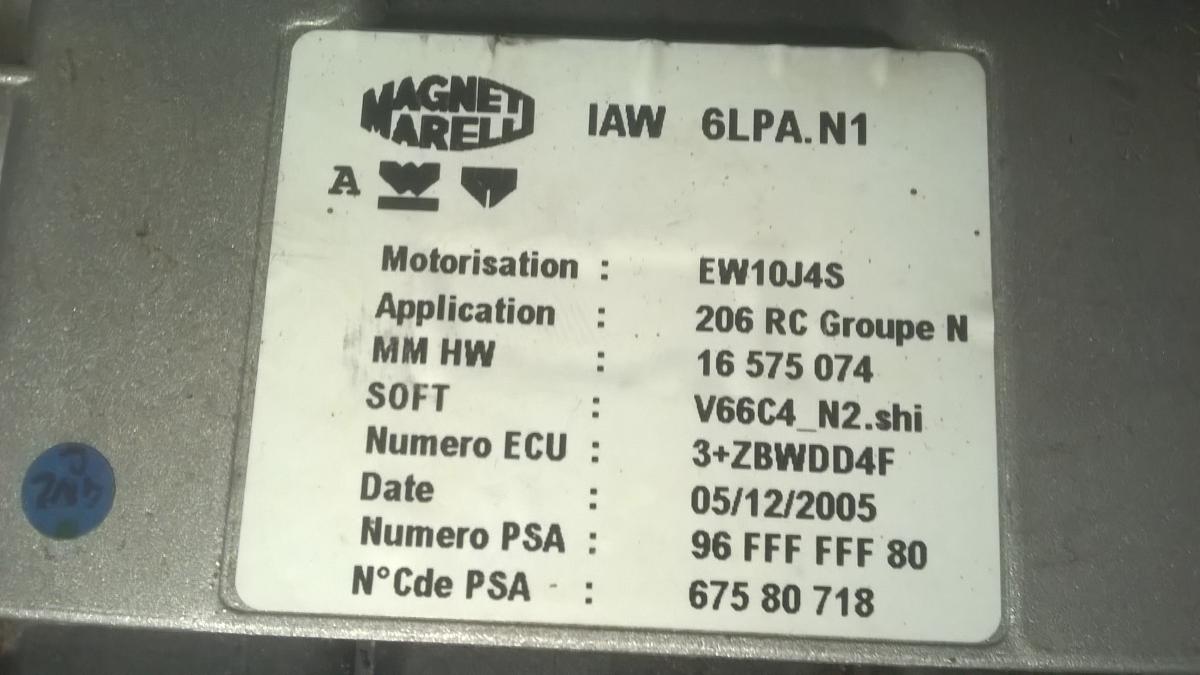 MAGNETI MARELLI IAW 6LPA.N1
A
Motorisation : EW10J4S
Application : 206 RC Groupe N
MM HW : 16 575 074
SOFT : V66C4_N2.shi
Numero ECU : 3+ZBWDD4F
Date : 05/12/2005
Numero PSA : 96 FFF FFF 80
N°Cde PSA - : 675 80 718